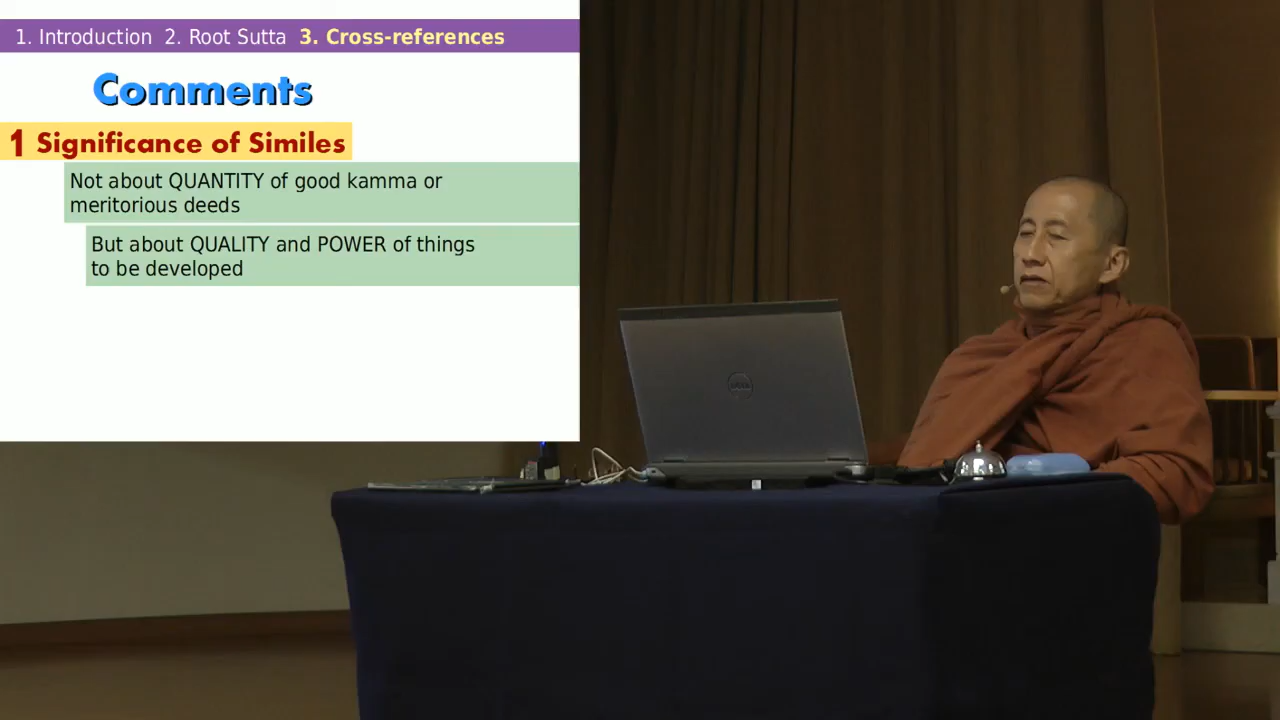 1. Introduction 2. Root Sutta 3. Cross-references
Comments
1 Significance of Similes
Not about QUANTITY of good kamma or
meritorious deeds
But about QUALITY and POWER of things
to be developed
DELL